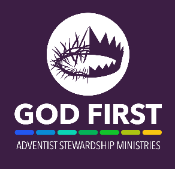 GOD FIRST
ADVENTIST STEWARDSHIP MINISTRIES